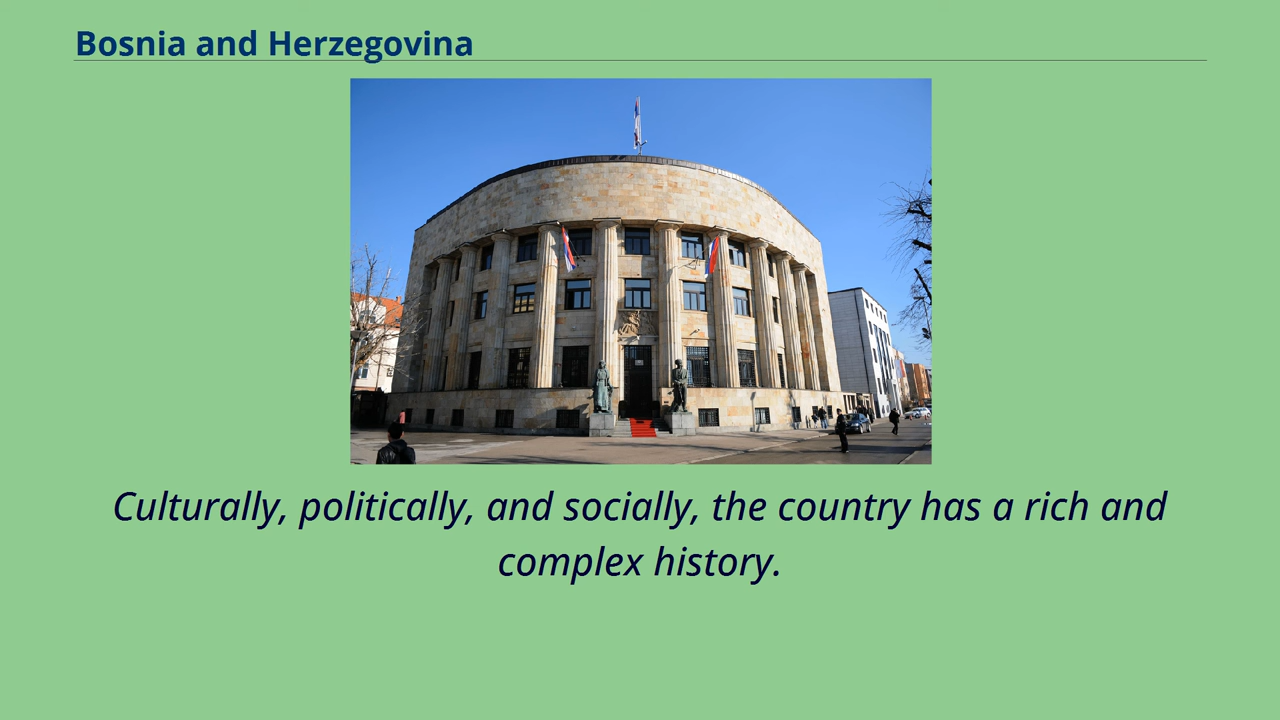 Bosnia and Herzegovina
Culturally, politically, and socially, the country has a rich and
complex history.